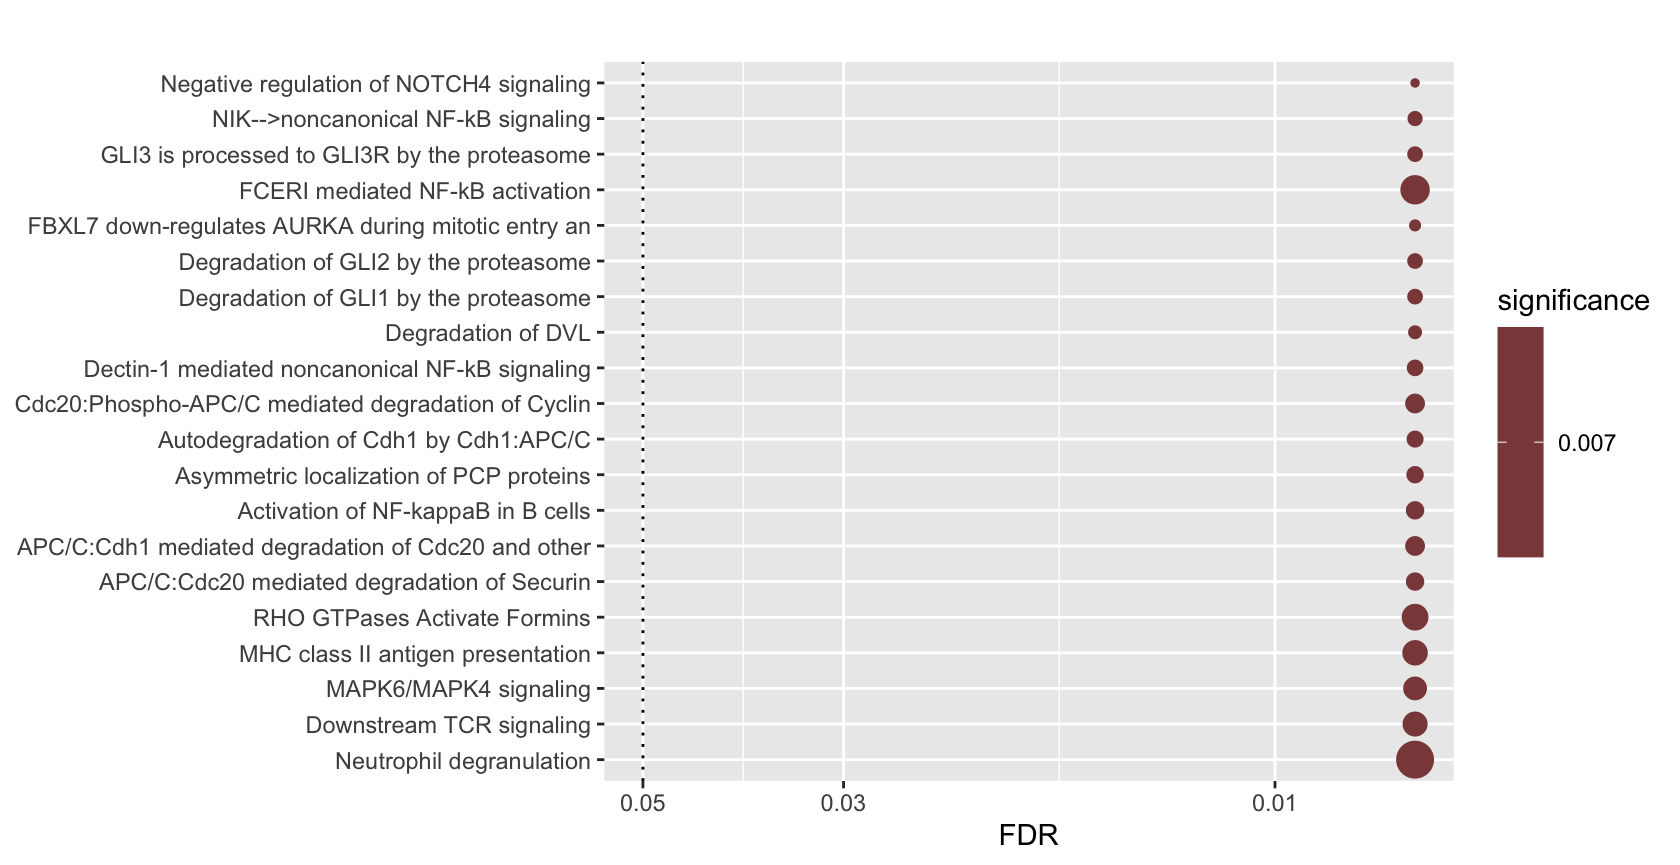 Negative regulation of NOTCH4 signaling
NIK-->noncanonical NF-kB signaling
GLI3 is processed to GLI3R by the proteasome
FCERI mediated NF-kB activation
FBXL7 down-regulates AURKA during mitotic entry an
Degradation of GLI2 by the proteasome
Degradation of GLI1 by the proteasome
Degradation of DVL
Dectin-1 mediated noncanonical NF-kB signaling
Cdc20:Phospho-APC/C mediated degradation of Cyclin
Autodegradation of Cdh1 by Cdh1:APC/C
Asymmetric localization of PCP proteins
Activation of NF-kappaB in B cells
APC/C:Cdh1 mediated degradation of Cdc20 and other
APC/C:Cdc20 mediated degradation of Securin
RHO GTPases Activate Formins
MHC class II antigen presentation
MAPK6/MAPK4 signaling
Downstream TCR signaling
Neutrophil degranulation
0.05 0.03 0.01
FDR
significance
0.007